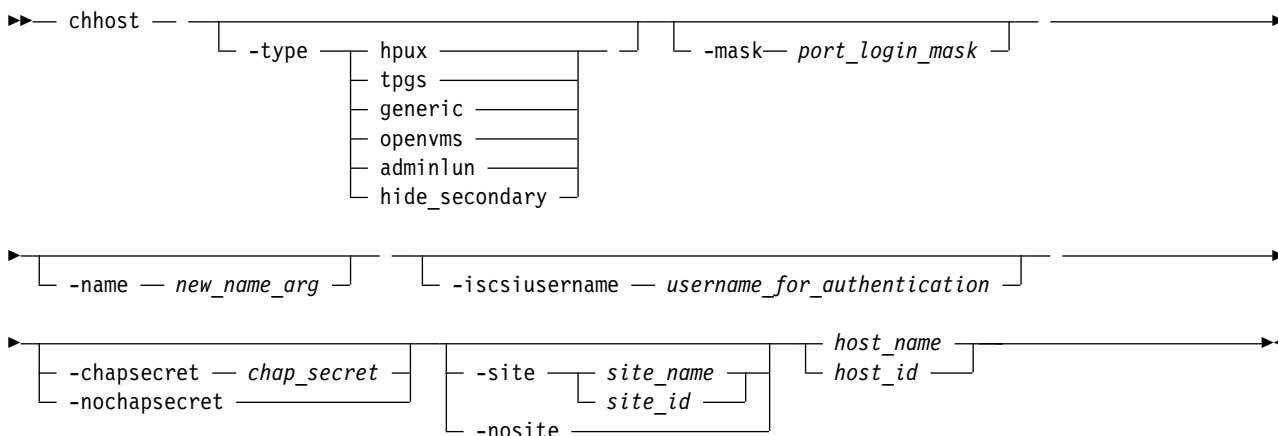 chhost
-type hpux -mask port_login_mask
tpgs
generic
openvms
adminlun
hide_secondary
-name new_name_arg -iscsiusername username_for_authentication
-chapsecret chap_secret -site site_name host_name
-nochapsecret site_id host_id
-nosite